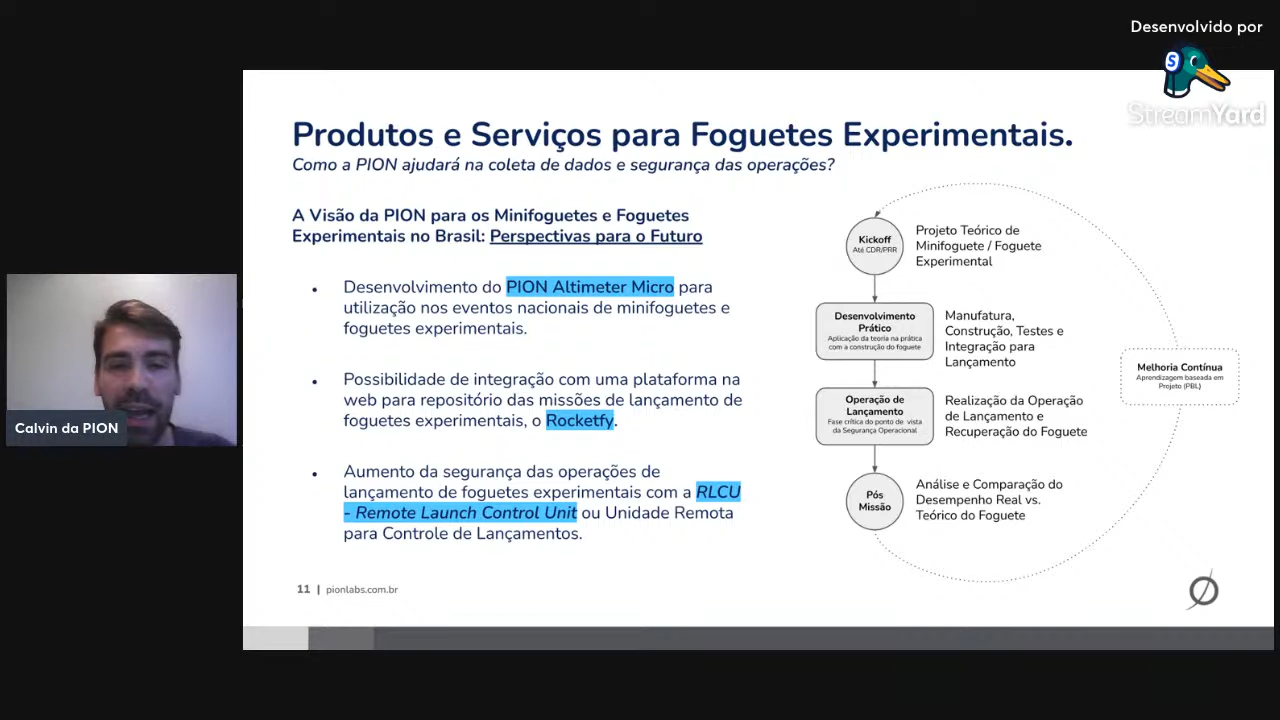 Desenvolvido por
StreamYard
Produtos e Serviços para Foguetes Experimentais.
Como a PION ajudará na coleta de dados e segurança das operações?
A Visão da PION para os Minifoguetes e Foguetes
Experimentais no Brasil: Perspectivas para o Futuro
Desenvolvimento do PION Altimeter Micro para
utilização nos eventos nacionais de minifoguetes e
foguetes experimentais.
Possibilidade de integração com uma plataforma na
web para repositório das missões de lançamento de
foguetes experimentais, o Rocketfy.
Aumento da segurança das operações de
lançamento de foguetes experimentais com a RLCU
- Remote Launch Control Unit ou Unidade Remota
para Controle de Lançamentos.
Kickoff
Até CDR/PRR
Projeto Teórico de
Minifoguete / Foguete
Experimental
Desenvolvimento
Prático
Aplicação da teoria na prática
com a construção do foguete
Manufatura,
Construção, Testes e
Integração para
Lançamento
Melhoria Contínua
Aprendizagem baseada em
Projeto (PBL)
Operação de
Lançamento
Fase crítica do ponto de vista
da Segurança Operacional
Realização da Operação
de Lançamento e
Recuperação do Foguete
Pós
Missão
Análise e Comparação do
Desempenho Real vs.
Teórico do Foguete
11 | pionlabs.com.br
Calvin da PION